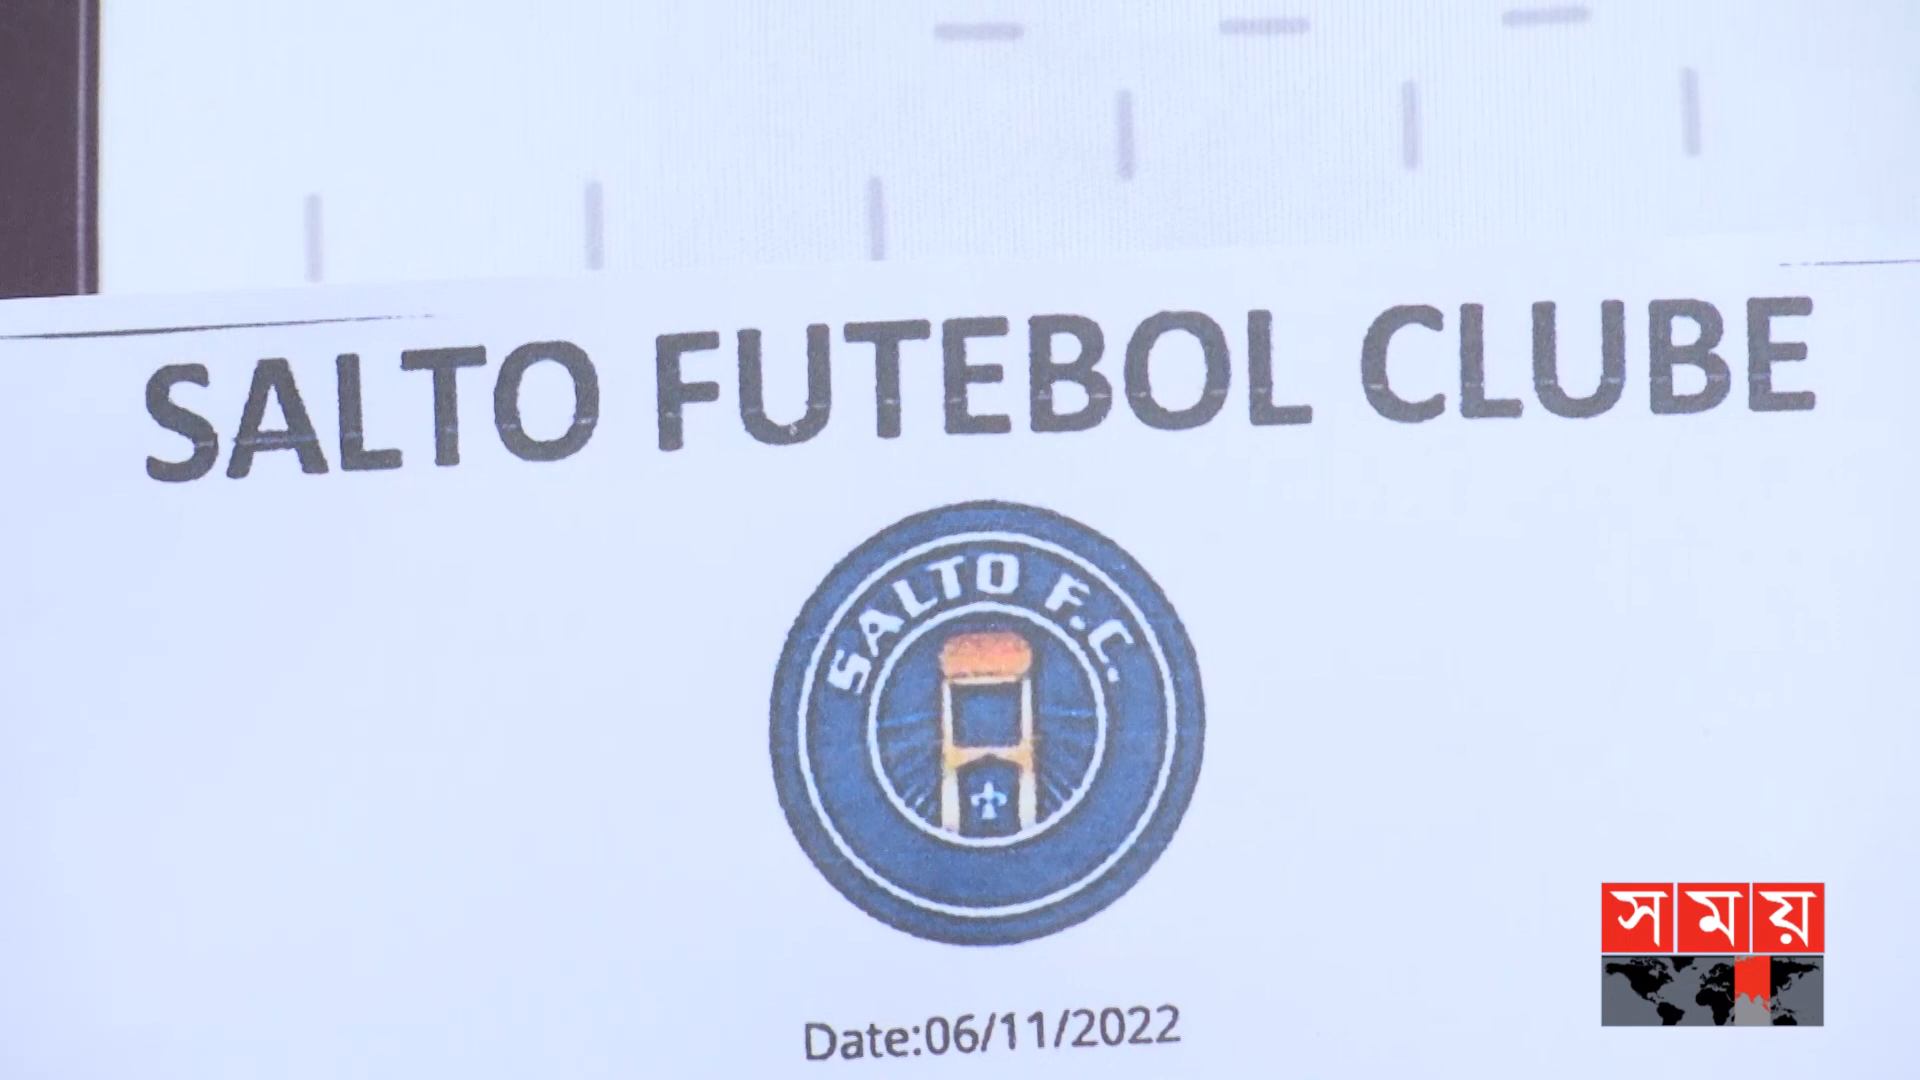 SALTO FUTEBOL CLUBE
SALTO F.C.
সময়
Date:06/11/2022